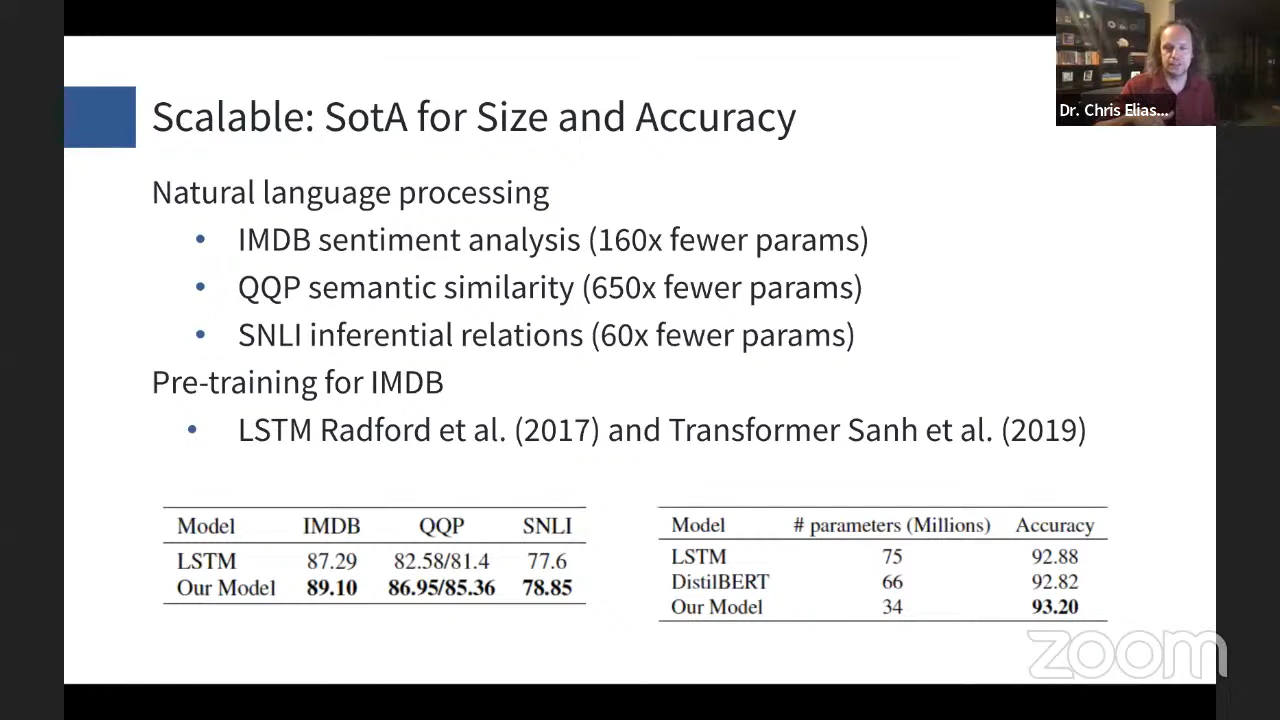 Scalable: SotA for Size and Accuracy
Dr. Chris Elias...
Natural language processing
• IMDB sentiment analysis (160x fewer params)
• QQP semantic similarity (650x fewer params)
• SNLI inferential relations (60x fewer params)
Pre-training for IMDB
• LSTM Radford et al. (2017) and Transformer Sanh et al. (2019)
Model IMDB QQP SNLI
LSTM 87.29 82.58/81.4 77.6
Our Model 89.10 86.95/85.36 78.85
Model # parameters (Millions) Accuracy
LSTM 75 92.88
DistilBERT 66 92.82
Our Model 34 93.20
zoom